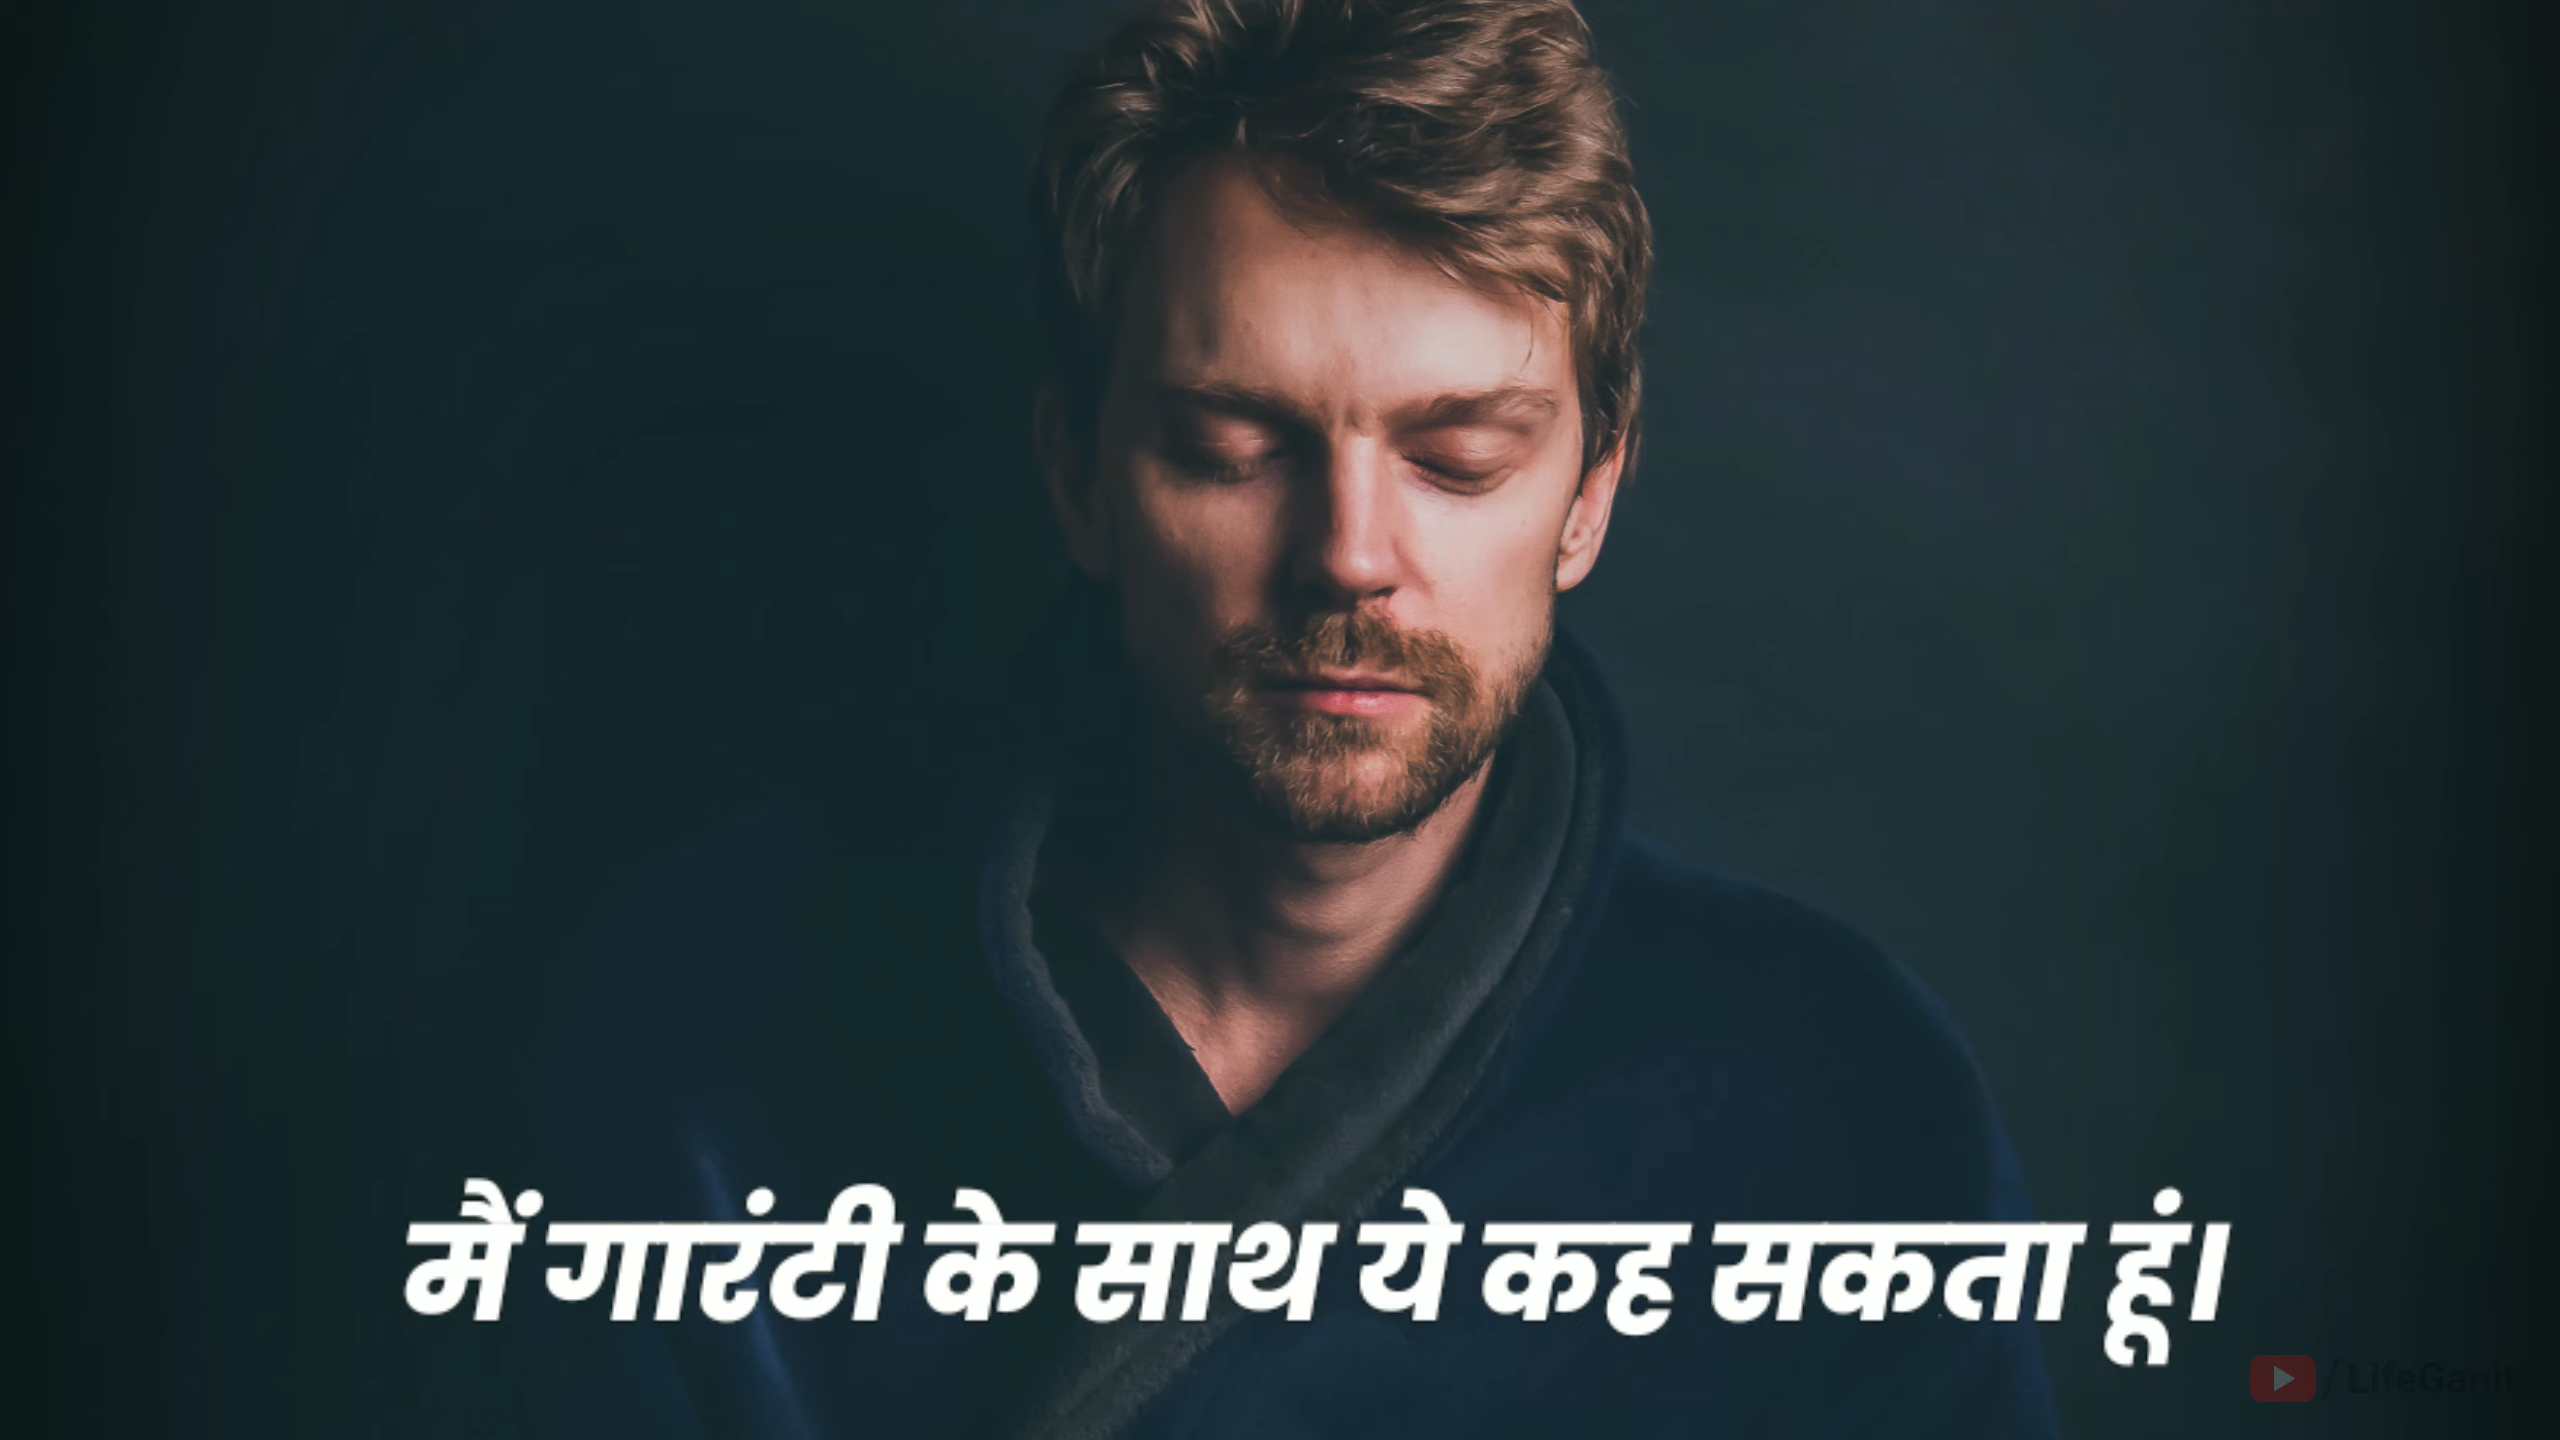 मैं गारंटी के साथ ये कह सकता हूं।
/LifeGanit